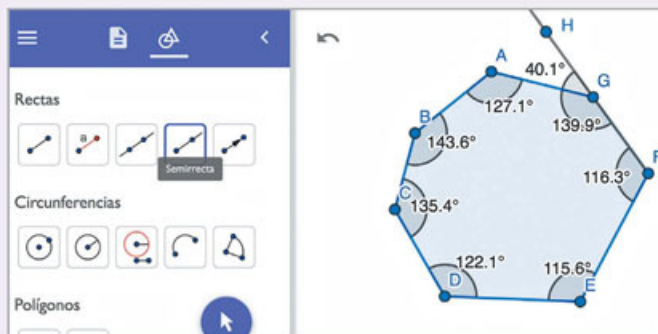 Rectas
a
Semirrecta
Circunferencias
Polígonos
H
A
40.1°
G
127.1°
139.9°
B
143.6°
F
116.3°
C
135.4°
122.1°
115.6°
D
E